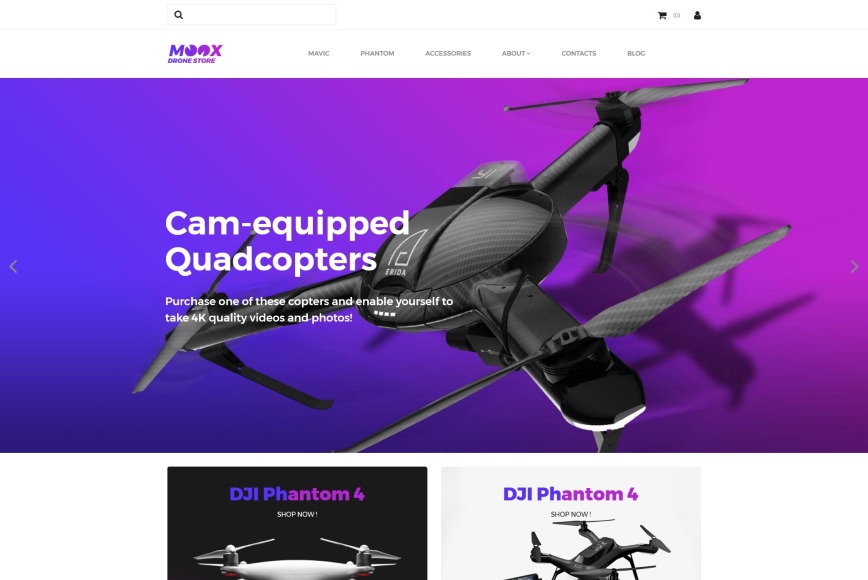 (0)
MOOX
DRONE STORE
MAVIC
PHANTOM
ACCESSORIES
ABOUT
CONTACTS
BLOG
Cam-equipped
Quadcopters
ERIDA
Purchase one of these copters and enable yourself to
take 4K quality videos and photos!
DJI Phantom 4
SHOP NOW !
DJI Phantom 4
SHOP NOW !